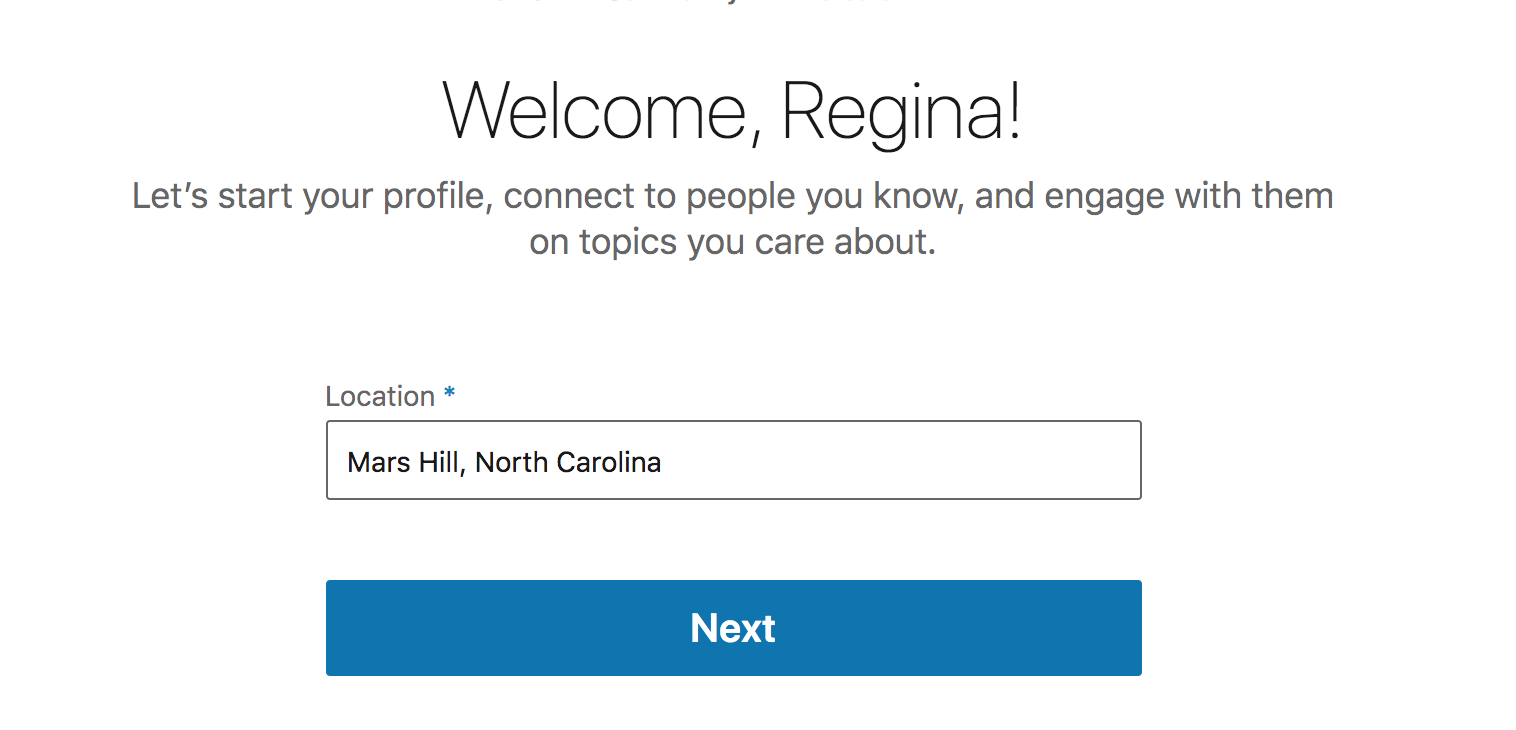 Welcome, Regina!
Let’s start your profile, connect to people you know, and engage with them
on topics you care about.
Location *
Mars Hill, North Carolina
Next